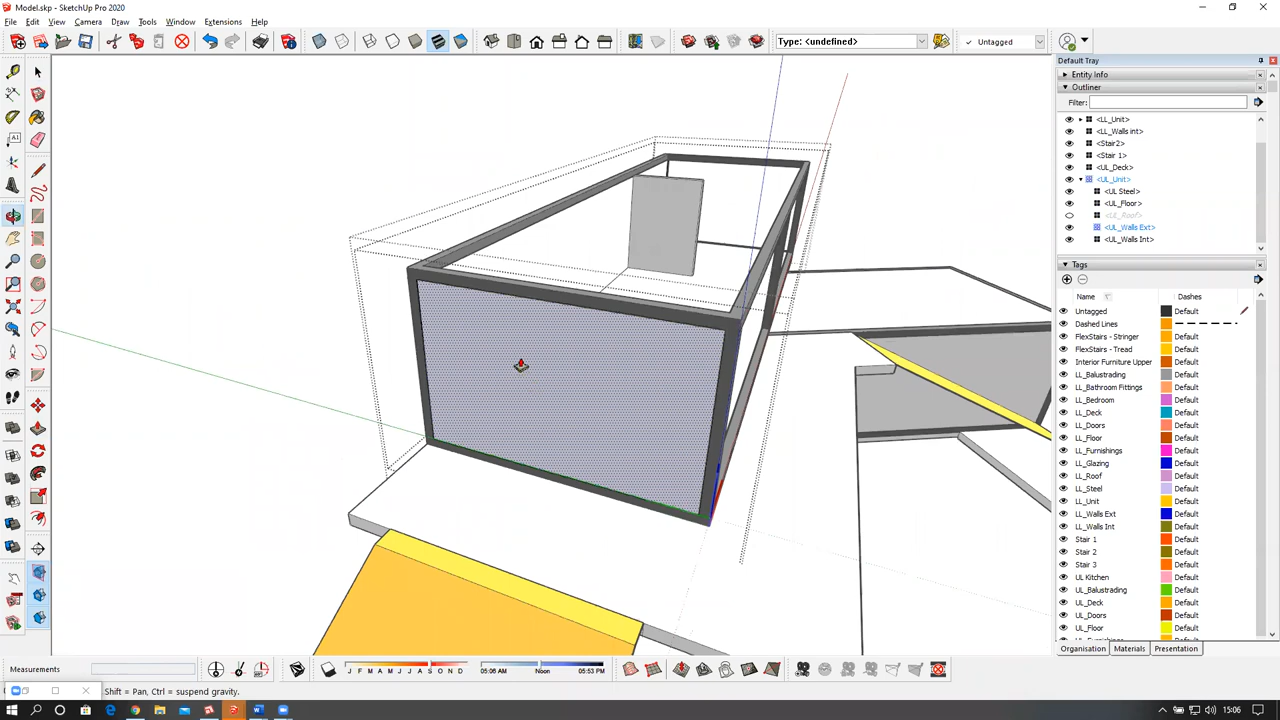 Model.skp - SketchUp Pro 2020
File Edit View Camera Draw Tools Window Extensions Help
Type: <undefined>
Untagged
Default Tray
Entity Info
Outliner
Filter:
<LL_Unit>
<LL_Walls int>
<Stair2>
<Stair 1>
<UL_Deck>
<UL_Unit>
<UL Steel>
<UL_Floor>
<UL_Roof>
<UL_Walls Ext>
<UL_Walls Int>
Tags
Name Dashes
Untagged Default
Dashed Lines
FlexStairs - Stringer Default
FlexStairs - Tread Default
Interior Furniture Upper Default
LL_Balustrading Default
LL_Bathroom Fittings Default
LL_Bedroom Default
LL_Deck Default
LL_Doors Default
LL_Floor Default
LL_Furnishings Default
LL_Glazing Default
LL_Roof Default
LL_Steel Default
LL_Unit Default
LL_Walls Ext Default
LL_Walls Int Default
Stair 1 Default
Stair 2 Default
Stair 3 Default
UL Kitchen Default
UL_Balustrading Default
UL_Deck Default
UL_Doors Default
UL_Floor Default
Organisation Materials Presentation
A1
Measurements
J F M A M J J A S O N D
05:06 AM Noon 05:53 PM
Shift = Pan, Ctrl = suspend gravity.
15:06